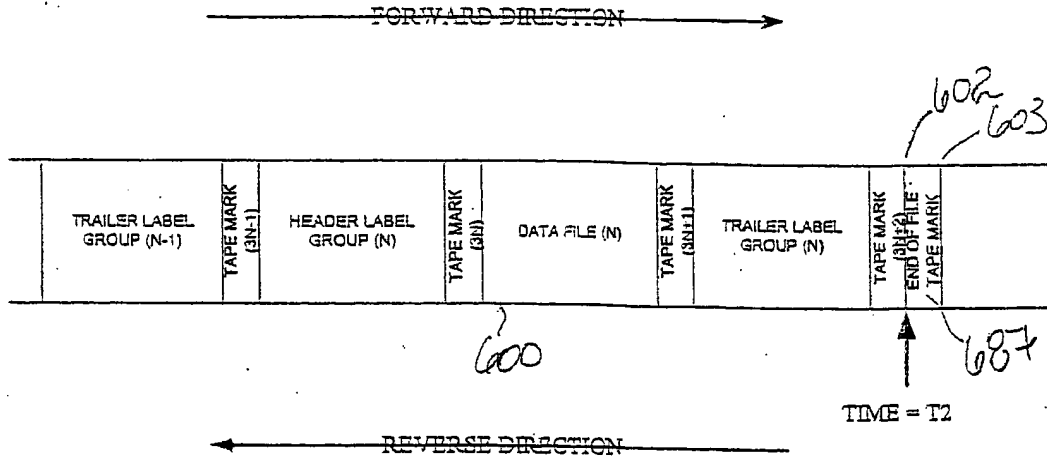 FORWARD DIRECTION
602
603
TRAILER LABEL
GROUP (N-1)
TAPE MARK
(3N-1)
HEADER LABEL
GROUP (N)
TAPE MARK
(3N)
DATA FILE (N)
TAPE MARK
(3N+1)
TRAILER LABEL
GROUP (N)
TAPE MARK
(3N+2)
END OF FILE
TAPE MARK
600
687
TIME = T2
REVERSE DIRECTION